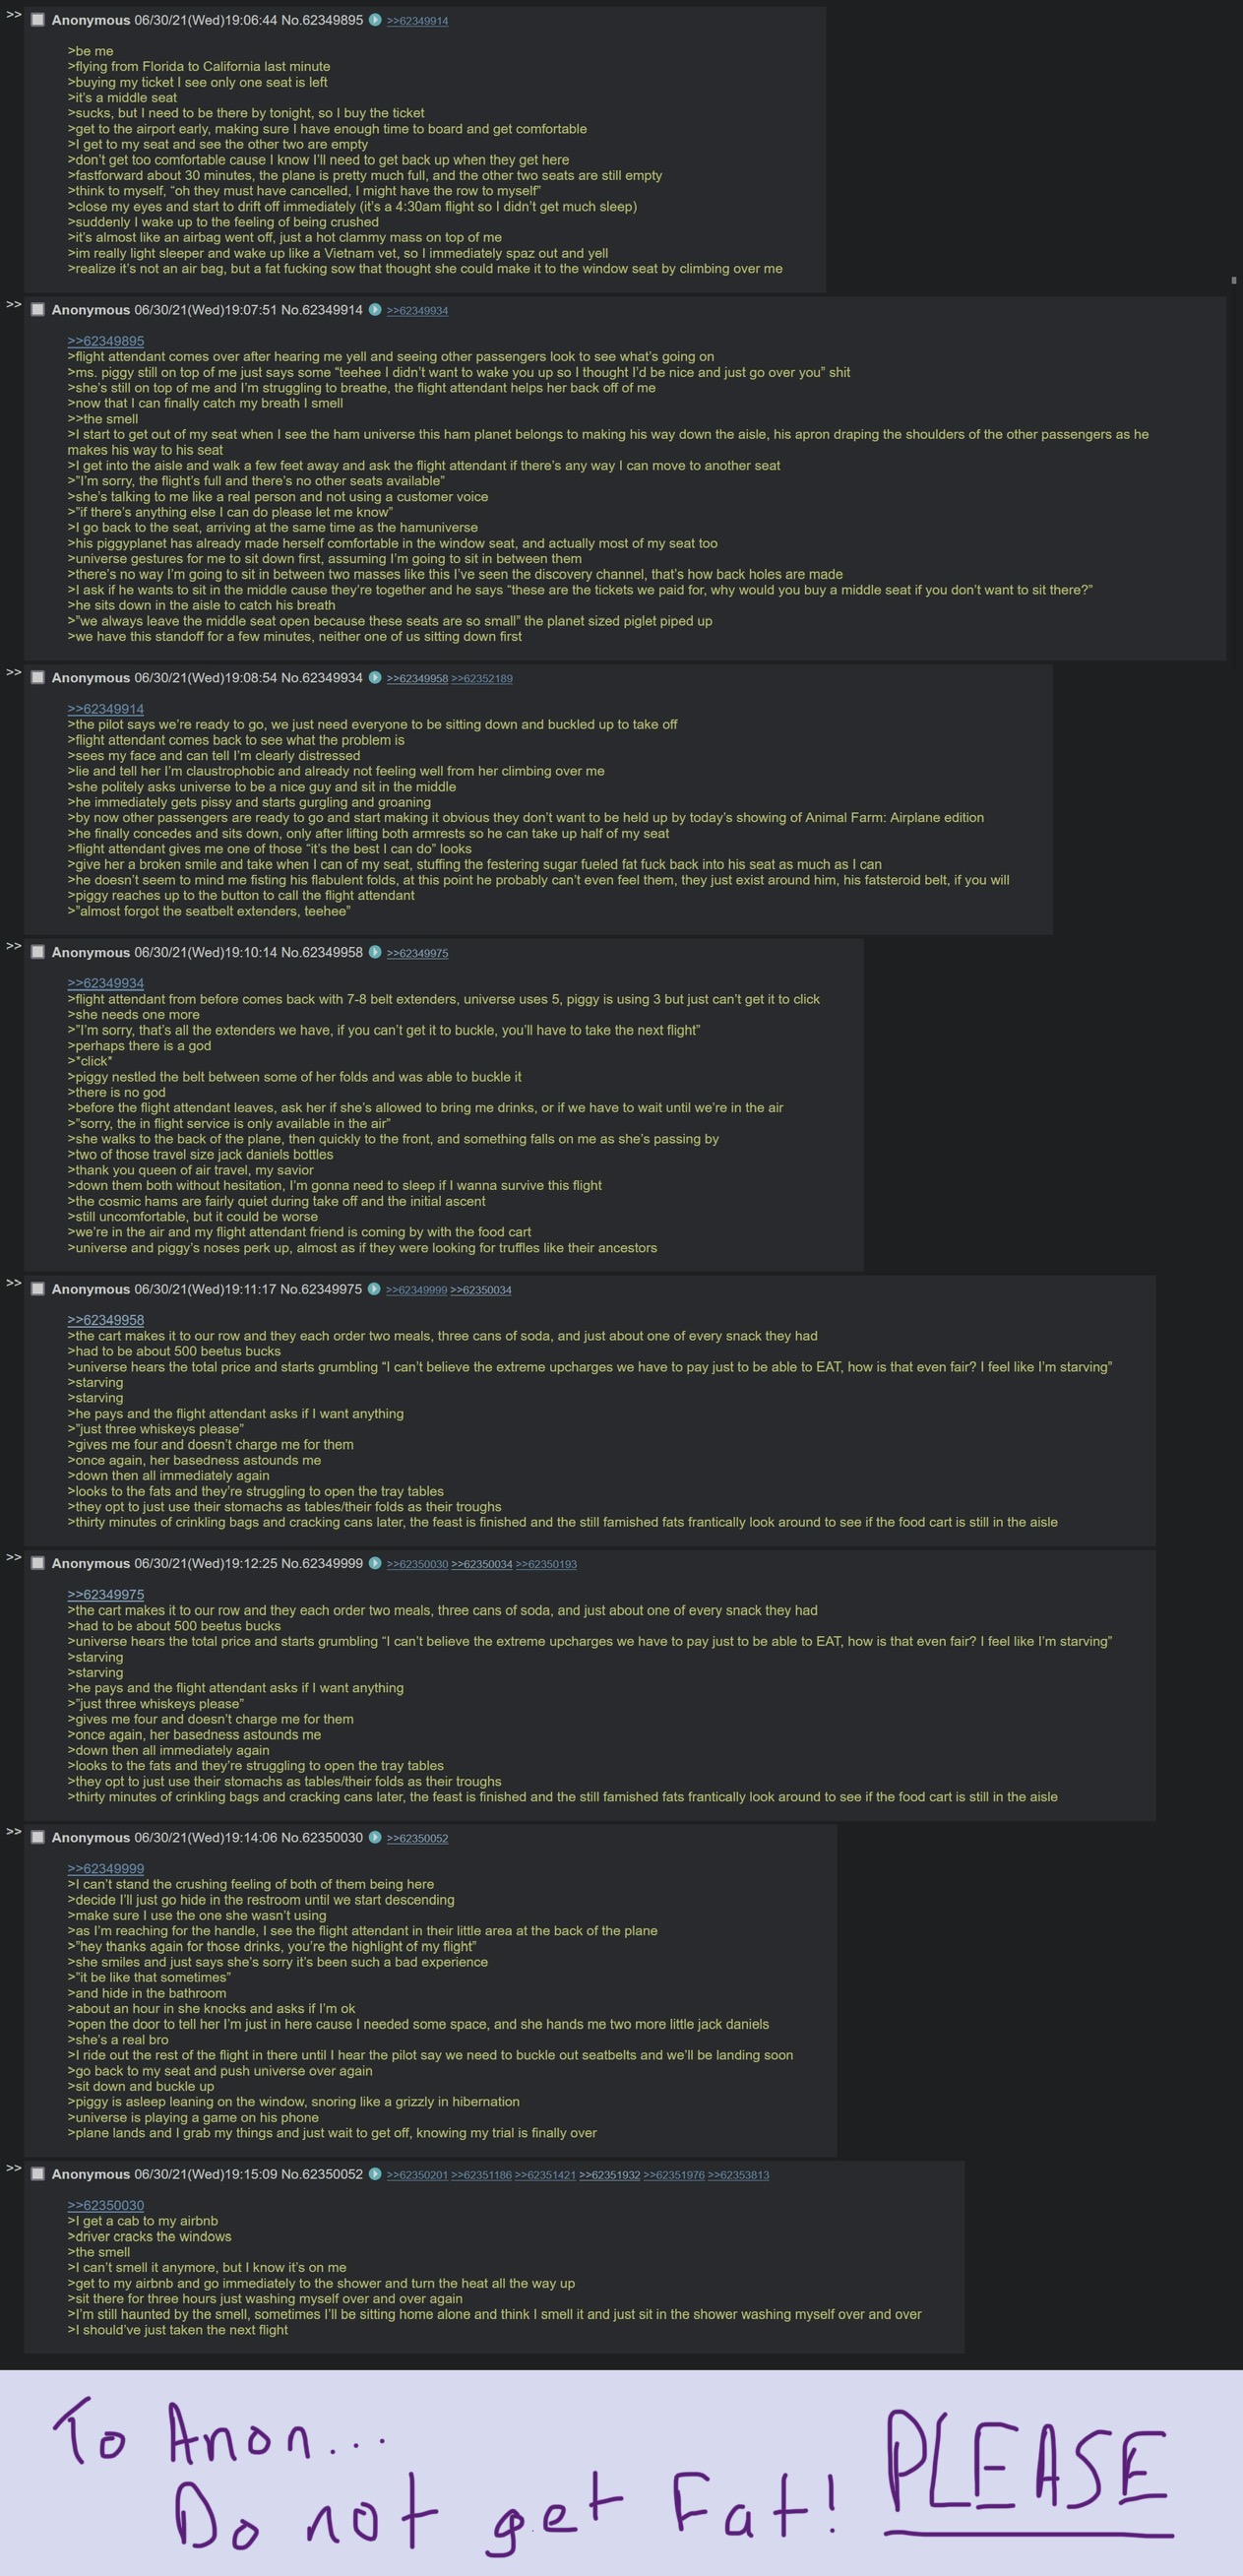 >> Anonymous 06/30/21(Wed)19:06:44 No.62349895 >>62349914
>be me
>flying from Florida to California last minute
>buying my ticket I see only one seat is left
>it's a middle seat
>sucks, but I need to be there by tonight, so I buy the ticket
>get to the airport early, making sure I have enough time to board and get comfortable
>I get to my seat and see the other two are empty
>don't get too comfortable cause I know I'll need to get back up when they get here
>fastforward about 30 minutes, the plane is pretty much full, and the other two seats are still empty
>think to myself, “oh they must have cancelled, I might have the row to myself”
>close my eyes and start to drift off immediately (it's a 4:30am flight so I didn't get much sleep)
>suddenly I wake up to the feeling of being crushed
>it's almost like an airbag went off, just a hot clammy mass on top of me
>im really light sleeper and wake up like a Vietnam vet, so I immediately spaz out and yell
>realize it's not an air bag, but a fat fucking sow that thought she could make it to the window seat by climbing over me
>> Anonymous 06/30/21(Wed)19:07:51 No.62349914 >>62349934
>>62349895
>flight attendant comes over after hearing me yell and seeing other passengers look to see what's going on
>ms. piggy still on top of me just says some “teehee I didn't want to wake you up so I thought I'd be nice and just go over you” shit
>she's still on top of me and I'm struggling to breathe, the flight attendant helps her back off of me
>now that I can finally catch my breath I smell
>>the smell
>I start to get out of my seat when I see the ham universe this ham planet belongs to making his way down the aisle, his apron draping the shoulders of the other passengers as he
makes his way to his seat
>I get into the aisle and walk a few feet away and ask the flight attendant if there's any way I can move to another seat
>”I'm sorry, the flight's full and there's no other seats available”
>she's talking to me like a real person and not using a customer voice
>”if there's anything else I can do please let me know”
>I go back to the seat, arriving at the same time as the hamuniverse
>his piggyplanet has already made herself comfortable in the window seat, and actually most of my seat too
>universe gestures for me to sit down first, assuming I'm going to sit in between them
>there's no way I'm going to sit in between two masses like this I've seen the discovery channel, that's how back holes are made
>I ask if he wants to sit in the middle cause they're together and he says “these are the tickets we paid for, why would you buy a middle seat if you don't want to sit there?”
>he sits down in the aisle to catch his breath
>”we always leave the middle seat open because these seats are so small” the planet sized piglet piped up
>we have this standoff for a few minutes, neither one of us sitting down first
>> Anonymous 06/30/21(Wed)19:08:54 No.62349934 >>62349958 >>62352189
>>62349914
>the pilot says we're ready to go, we just need everyone to be sitting down and buckled up to take off
>flight attendant comes back to see what the problem is
>sees my face and can tell I'm clearly distressed
>lie and tell her I'm claustrophobic and already not feeling well from her climbing over me
>she politely asks universe to be a nice guy and sit in the middle
>he immediately gets pissy and starts gurgling and groaning
>by now other passengers are ready to go and start making it obvious they don't want to be held up by today's showing of Animal Farm: Airplane edition
>he finally concedes and sits down, only after lifting both armrests so he can take up half of my seat
>flight attendant gives me one of those “it's the best I can do” looks
>give her a broken smile and take when I can of my seat, stuffing the festering sugar fueled fat fuck back into his seat as much as I can
>he doesn't seem to mind me fisting his flabulent folds, at this point he probably can't even feel them, they just exist around him, his fatsteroid belt, if you will
>piggy reaches up to the button to call the flight attendant
>”almost forgot the seatbelt extenders, teehee”
>> Anonymous 06/30/21(Wed)19:10:14 No.62349958 >>62349975
>>62349934
>flight attendant from before comes back with 7-8 belt extenders, universe uses 5, piggy is using 3 but just can't get it to click
>she needs one more
>”I'm sorry, that's all the extenders we have, if you can't get it to buckle, you'll have to take the next flight”
>perhaps there is a god
>*click*
>piggy nestled the belt between some of her folds and was able to buckle it
>there is no god
>before the flight attendant leaves, ask her if she's allowed to bring me drinks, or if we have to wait until we're in the air
>”sorry, the in flight service is only available in the air”
>she walks to the back of the plane, then quickly to the front, and something falls on me as she's passing by
>two of those travel size jack daniels bottles
>thank you queen of air travel, my savior
>down them both without hesitation, I'm gonna need to sleep if I wanna survive this flight
>the cosmic hams are fairly quiet during take off and the initial ascent
>still uncomfortable, but it could be worse
>we're in the air and my flight attendant friend is coming by with the food cart
>universe and piggy's noses perk up, almost as if they were looking for truffles like their ancestors
>> Anonymous 06/30/21(Wed)19:11:17 No.62349975 >>62349999 >>62350034
>>62349958
>the cart makes it to our row and they each order two meals, three cans of soda, and just about one of every snack they had
>had to be about 500 beetus bucks
>universe hears the total price and starts grumbling “I can't believe the extreme upcharges we have to pay just to be able to EAT, how is that even fair? I feel like I'm starving”
>starving
>starving
>he pays and the flight attendant asks if I want anything
>”just three whiskeys please”
>gives me four and doesn't charge me for them
>once again, her basedness astounds me
>down then all immediately again
>looks to the fats and they're struggling to open the tray tables
>they opt to just use their stomachs as tables/their folds as their troughs
>thirty minutes of crinkling bags and cracking cans later, the feast is finished and the still famished fats frantically look around to see if the food cart is still in the aisle
>> Anonymous 06/30/21(Wed)19:12:25 No.62349999 >>62350030 >>62350034 >>62350193
>>62349975
>the cart makes it to our row and they each order two meals, three cans of soda, and just about one of every snack they had
>had to be about 500 beetus bucks
>universe hears the total price and starts grumbling “I can't believe the extreme upcharges we have to pay just to be able to EAT, how is that even fair? I feel like I'm starving”
>starving
>starving
>he pays and the flight attendant asks if I want anything
>”just three whiskeys please”
>gives me four and doesn't charge me for them
>once again, her basedness astounds me
>down then all immediately again
>looks to the fats and they're struggling to open the tray tables
>they opt to just use their stomachs as tables/their folds as their troughs
>thirty minutes of crinkling bags and cracking cans later, the feast is finished and the still famished fats frantically look around to see if the food cart is still in the aisle
>> Anonymous 06/30/21(Wed)19:14:06 No.62350030 >>62350052
>>62349999
>I can't stand the crushing feeling of both of them being here
>decide I'll just go hide in the restroom until we start descending
>make sure I use the one she wasn't using
>as I'm reaching for the handle, I see the flight attendant in their little area at the back of the plane
>”hey thanks again for those drinks, you're the highlight of my flight”
>she smiles and just says she's sorry it's been such a bad experience
>”it be like that sometimes”
>and hide in the bathroom
>about an hour in she knocks and asks if I'm ok
>open the door to tell her I'm just in here cause I needed some space, and she hands me two more little jack daniels
>she's a real bro
>I ride out the rest of the flight in there until I hear the pilot say we need to buckle out seatbelts and we'll be landing soon
>go back to my seat and push universe over again
>sit down and buckle up
>piggy is asleep leaning on the window, snoring like a grizzly in hibernation
>universe is playing a game on his phone
>plane lands and I grab my things and just wait to get off, knowing my trial is finally over
>> Anonymous 06/30/21(Wed)19:15:09 No.62350052 >>62350201 >>62351186 >>62351421 >>62351932 >>62351976 >>62353813
>>62350030
>I get a cab to my airbnb
>driver cracks the windows
>the smell
>I can't smell it anymore, but I know it's on me
>get to my airbnb and go immediately to the shower and turn the heat all the way up
>sit there for three hours just washing myself over and over again
>I'm still haunted by the smell, sometimes I'll be sitting home alone and think I smell it and just sit in the shower washing myself over and over
>I should've just taken the next flight
To Anon...
Do not get Fat! PLEASE